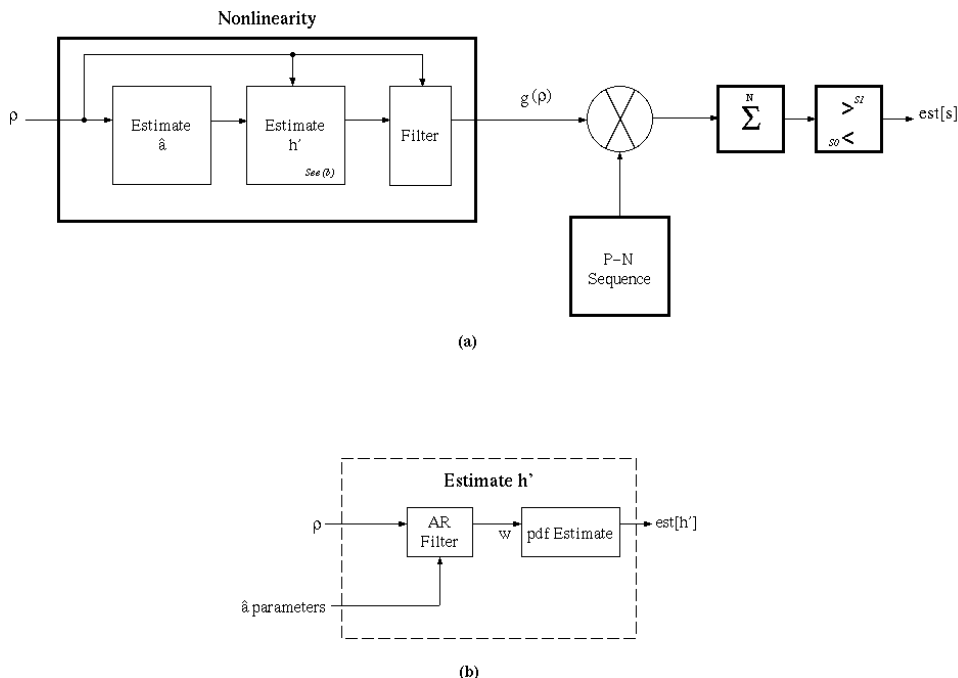 Nonlinearity
ρ
Estimate
â
Estimate
h'
See (b)
Filter
g(ρ)
N
Σ
> S1
S0 <
est[s]
P-N
Sequence
(a)
Estimate h'
ρ
AR
Filter
w
pdf Estimate
est[h']
â parameters
(b)